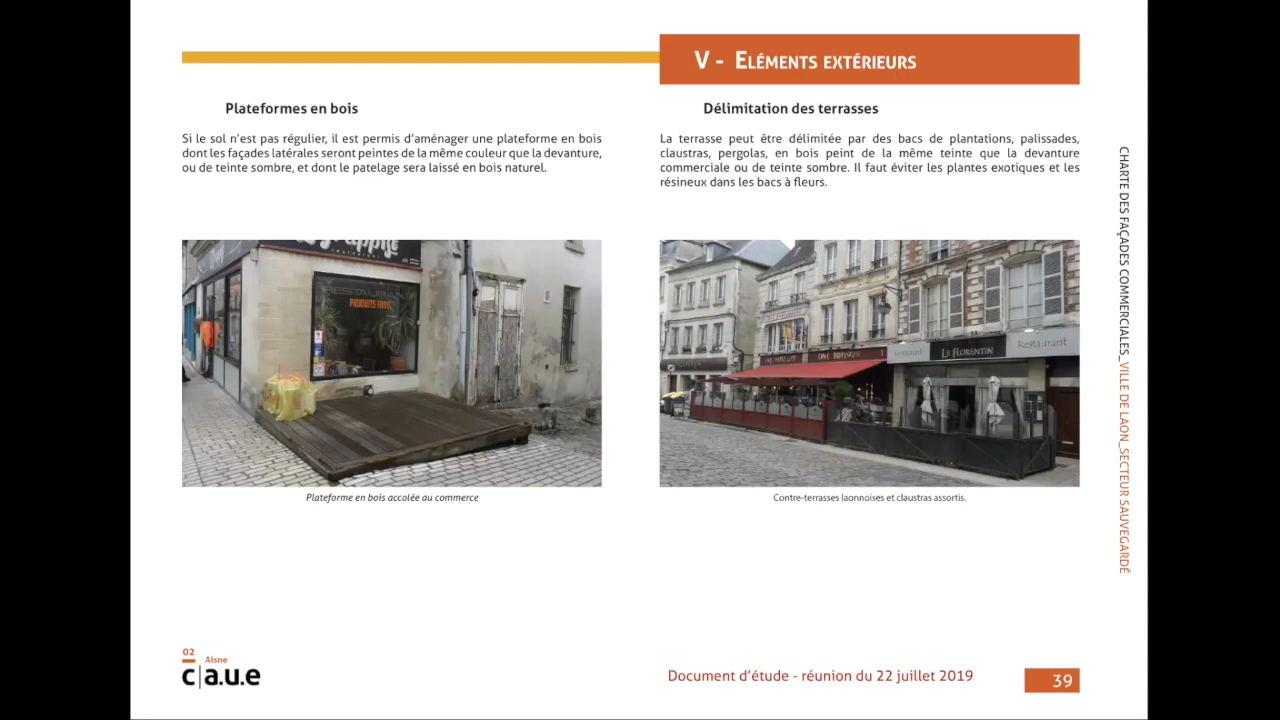 V - Eléments extérieurs
Plateformes en bois
Si le sol n'est pas régulier, il est permis d'aménager une plateforme en bois
dont les façades latérales seront peintes de la même couleur que la devanture,
ou de teinte sombre, et dont le patelage sera laissé en bois naturel.
PRODUITS FRAIS
Plateforme en bois accolée au commerce
Délimitation des terrasses
La terrasse peut être délimitée par des bacs de plantations, palissades,
claustras, pergolas, en bois peint de la même teinte que la devanture
commerciale ou de teinte sombre. Il faut éviter les plantes exotiques et les
résineux dans les bacs à fleurs.
Restaurant
Le Florentin
Restaurant
Contre-terrasses laonnoises et claustras assortis.
CHARTE DES FAÇADES COMMERCIALES_VILLE DE LAON_SECTEUR SAUVEGARDÉ
02
Aisne
c|a.u.e
Document d'étude - réunion du 22 juillet 2019
39